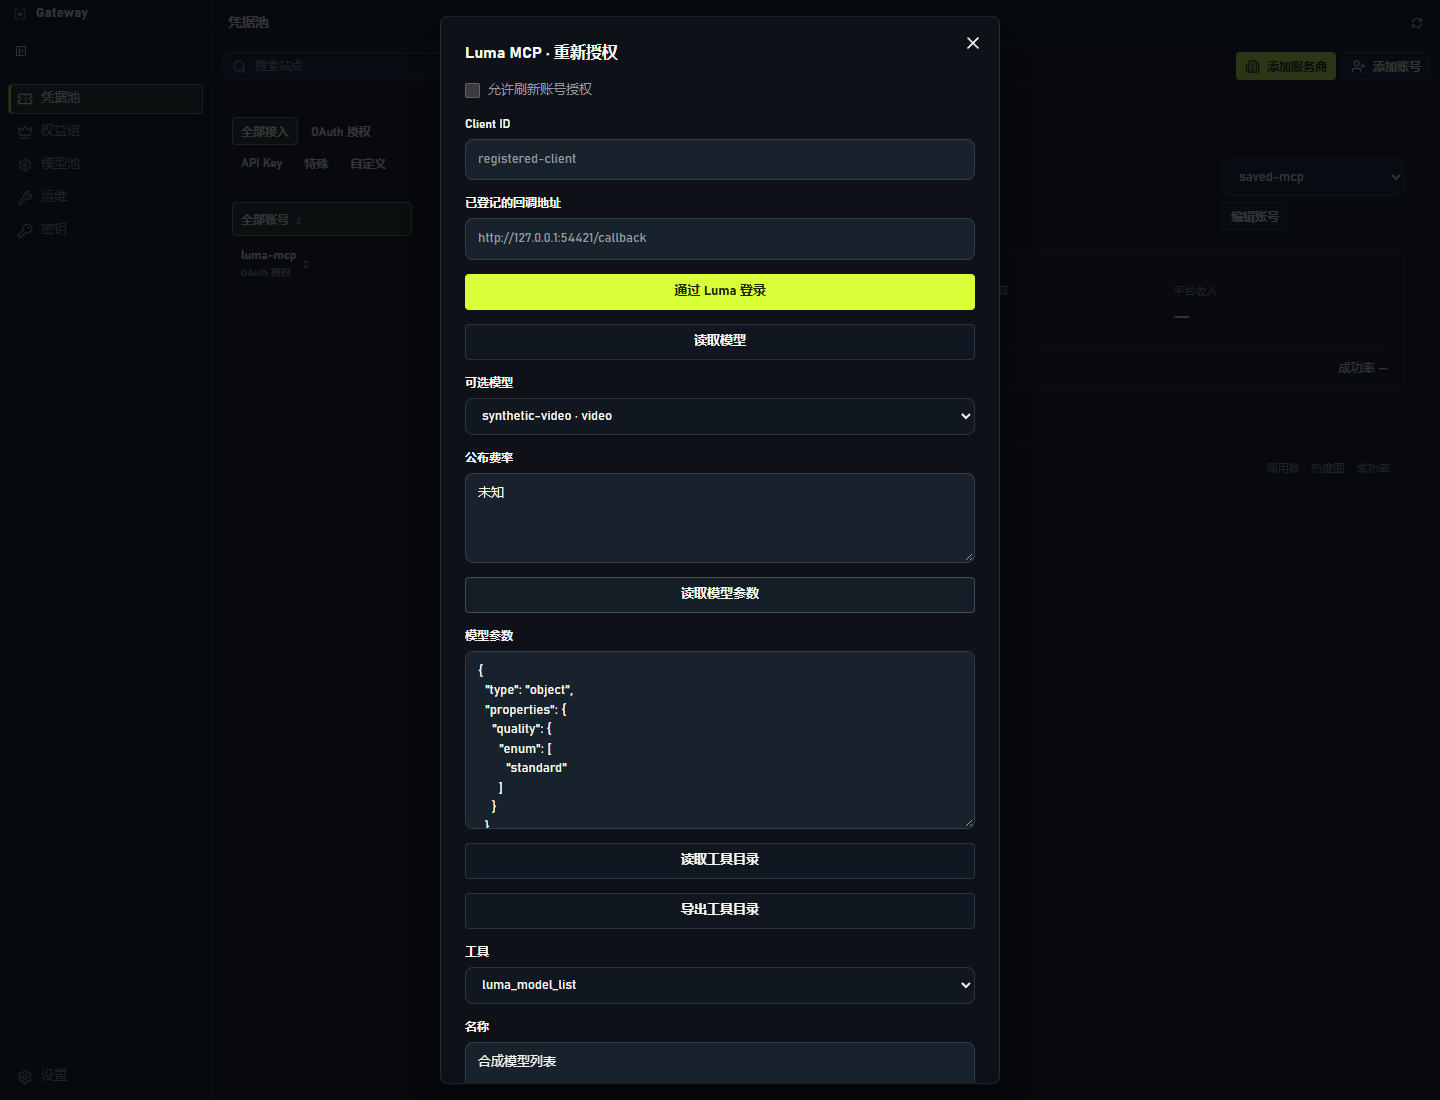 Gateway
凭据池
权益组
模型池
运维
密钥
设置
凭据池
搜索站点
添加服务商
添加账号
全部接入
OAuth 授权
API Key
特殊
自定义
全部账号 2
luma-mcp
OAuth 授权
2
saved-mcp
编辑账号
平台收入
—
成功率 —
调用数 热度图 成功率
Luma MCP · 重新授权
允许刷新账号授权
Client ID
registered-client
已登记的回调地址
http://127.0.0.1:54421/callback
通过 Luma 登录
读取模型
可选模型
synthetic-video · video
公布费率
未知
读取模型参数
模型参数
{
"type": "object",
"properties": {
"quality": {
"enum": [
"standard"
]
}
}
读取工具目录
导出工具目录
工具
luma_model_list
名称
合成模型列表